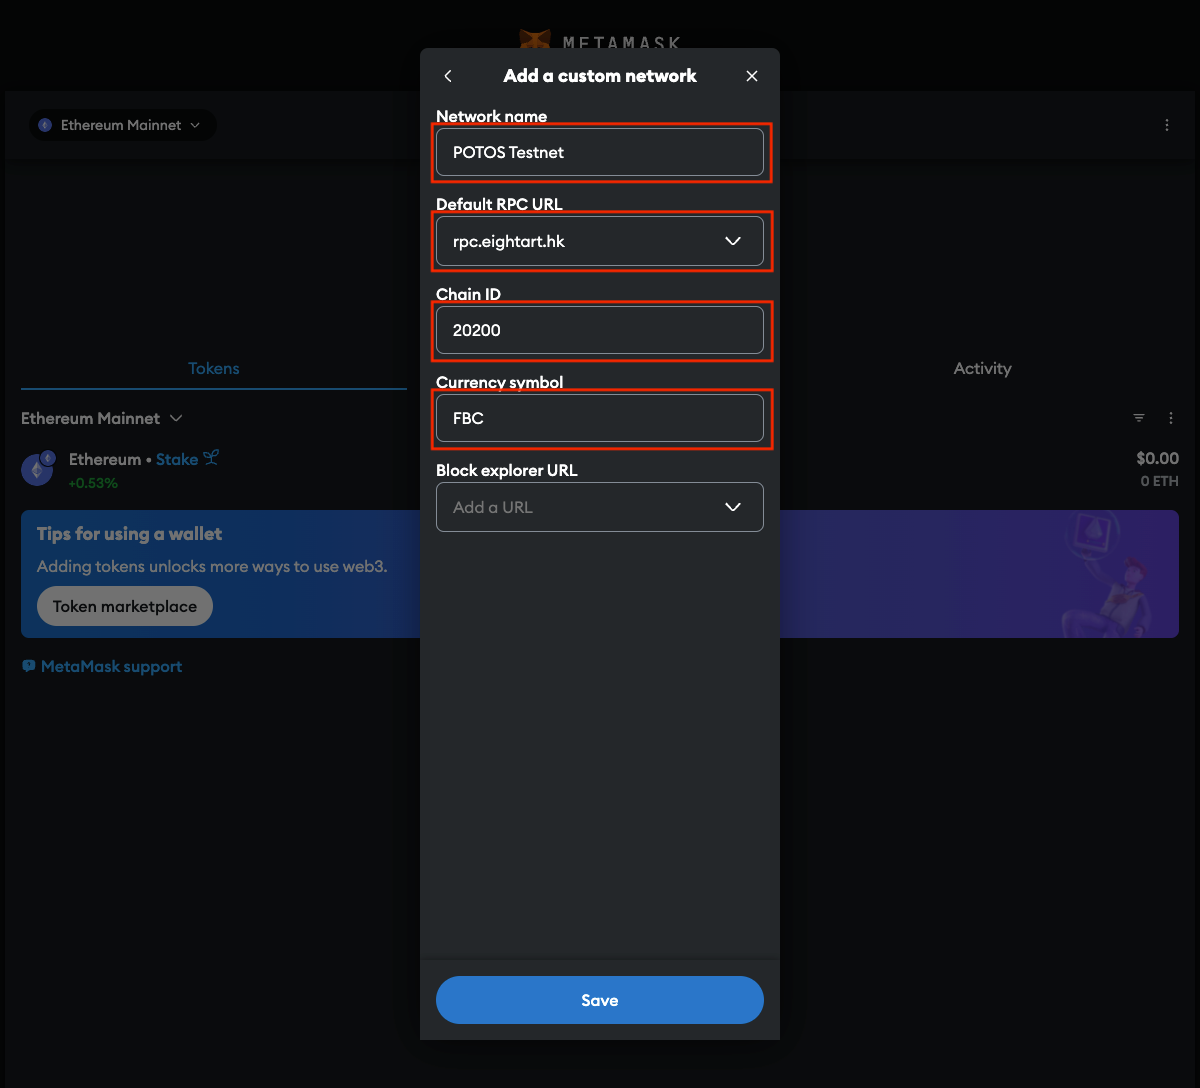 METAMASK
Add a custom network
Ethereum Mainnet
Network name
POTOS Testnet
Default RPC URL
rpc.eightart.hk
Chain ID
20200
Currency symbol
FBC
Block explorer URL
Add a URL
Save
Tokens
Activity
Ethereum Mainnet
Ethereum • Stake
+0.53%
$0.00
0 ETH
Tips for using a wallet
Adding tokens unlocks more ways to use web3.
Token marketplace
MetaMask support